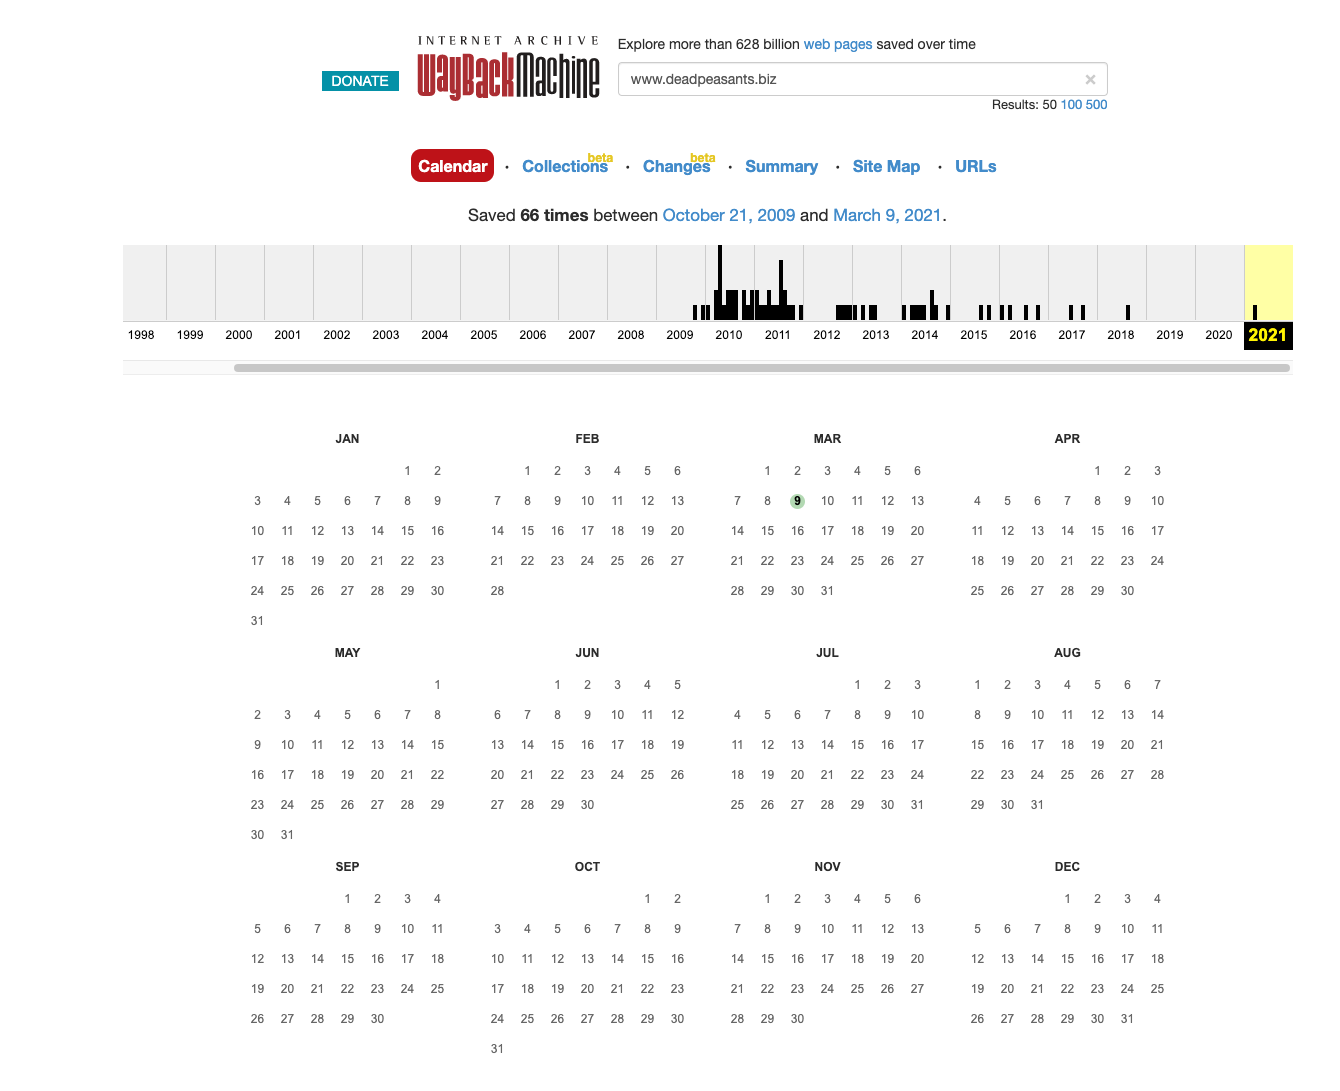 INTERNET ARCHIVE
WayBackMachine
DONATE
Explore more than 628 billion web pages saved over time
www.deadpeasants.biz ×
Results: 50 100 500
Calendar · Collections beta · Changes beta · Summary · Site Map · URLs
Saved 66 times between October 21, 2009 and March 9, 2021.
1998 1999 2000 2001 2002 2003 2004 2005 2006 2007 2008 2009 2010 2011 2012 2013 2014 2015 2016 2017 2018 2019 2020 2021
JAN
1 2
3 4 5 6 7 8 9
10 11 12 13 14 15 16
17 18 19 20 21 22 23
24 25 26 27 28 29 30
31
FEB
1 2 3 4 5 6
7 8 9 10 11 12 13
14 15 16 17 18 19 20
21 22 23 24 25 26 27
28
MAR
1 2 3 4 5 6
7 8 9 10 11 12 13
14 15 16 17 18 19 20
21 22 23 24 25 26 27
28 29 30 31
APR
1 2 3
4 5 6 7 8 9 10
11 12 13 14 15 16 17
18 19 20 21 22 23 24
25 26 27 28 29 30
MAY
1
2 3 4 5 6 7 8
9 10 11 12 13 14 15
16 17 18 19 20 21 22
23 24 25 26 27 28 29
30 31
JUN
1 2 3 4 5
6 7 8 9 10 11 12
13 14 15 16 17 18 19
20 21 22 23 24 25 26
27 28 29 30
JUL
1 2 3
4 5 6 7 8 9 10
11 12 13 14 15 16 17
18 19 20 21 22 23 24
25 26 27 28 29 30 31
AUG
1 2 3 4 5 6 7
8 9 10 11 12 13 14
15 16 17 18 19 20 21
22 23 24 25 26 27 28
29 30 31
SEP
1 2 3 4
5 6 7 8 9 10 11
12 13 14 15 16 17 18
19 20 21 22 23 24 25
26 27 28 29 30
OCT
1 2
3 4 5 6 7 8 9
10 11 12 13 14 15 16
17 18 19 20 21 22 23
24 25 26 27 28 29 30
31
NOV
1 2 3 4 5 6
7 8 9 10 11 12 13
14 15 16 17 18 19 20
21 22 23 24 25 26 27
28 29 30
DEC
1 2 3 4
5 6 7 8 9 10 11
12 13 14 15 16 17 18
19 20 21 22 23 24 25
26 27 28 29 30 31